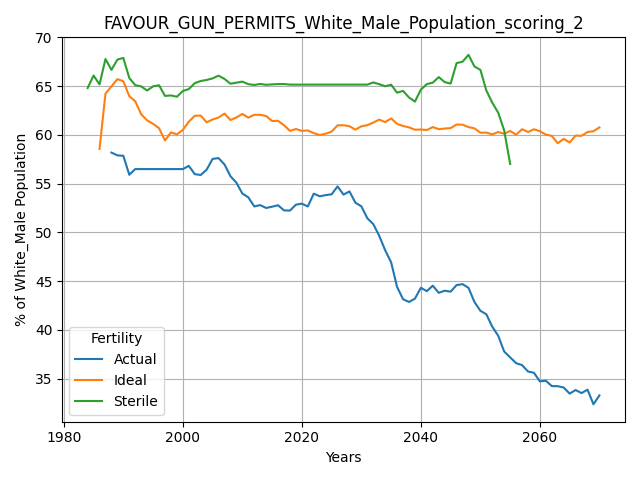 FAVOUR_GUN_PERMITS_White_Male_Population_scoring_2
% of White_Male Population
70
65
60
55
50
45
40
35
Fertility
Actual
Ideal
Sterile
1980 2000 2020 2040 2060
Years